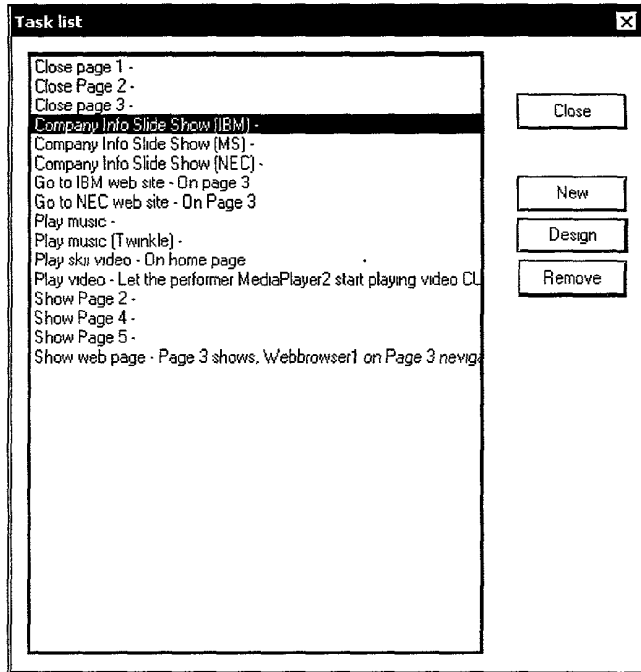 Task list
Close page 1 -
Close Page 2 -
Close page 3 -
Company Info Slide Show (IBM) -
Company Info Slide Show (MS) -
Company Info Slide Show (NEC) -
Go to IBM web site - On page 3
Go to NEC web site - On Page 3
Play music -
Play music (Twinkle) -
Play skii video - On home page
Play video - Let the performer MediaPlayer2 start playing video CL
Show Page 2 -
Show Page 4 -
Show Page 5 -
Show web page - Page 3 shows, Webbrowser1 on Page 3 neviga
Close
New
Design
Remove